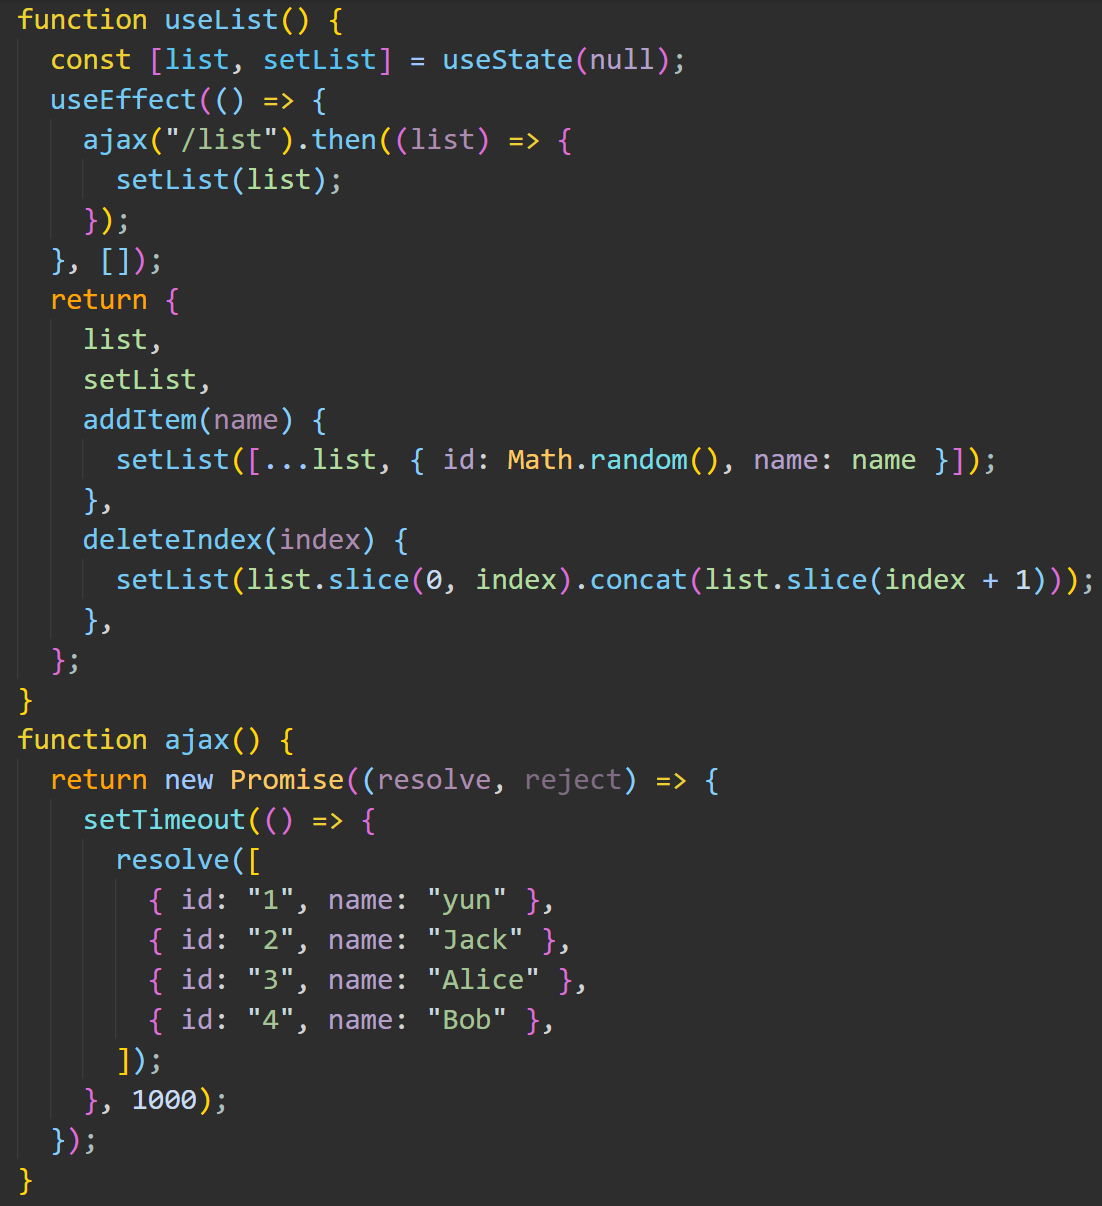 function useList() {
  const [list, setList] = useState(null);
  useEffect(() => {
    ajax("/list").then((list) => {
      setList(list);
    });
  }, []);
  return {
    list,
    setList,
    addItem(name) {
      setList([...list, { id: Math.random(), name: name }]);
    },
    deleteIndex(index) {
      setList(list.slice(0, index).concat(list.slice(index + 1)));
    },
  };
}
function ajax() {
  return new Promise((resolve, reject) => {
    setTimeout(() => {
      resolve([
        { id: "1", name: "yun" },
        { id: "2", name: "Jack" },
        { id: "3", name: "Alice" },
        { id: "4", name: "Bob" },
      ]);
    }, 1000);
  });
}